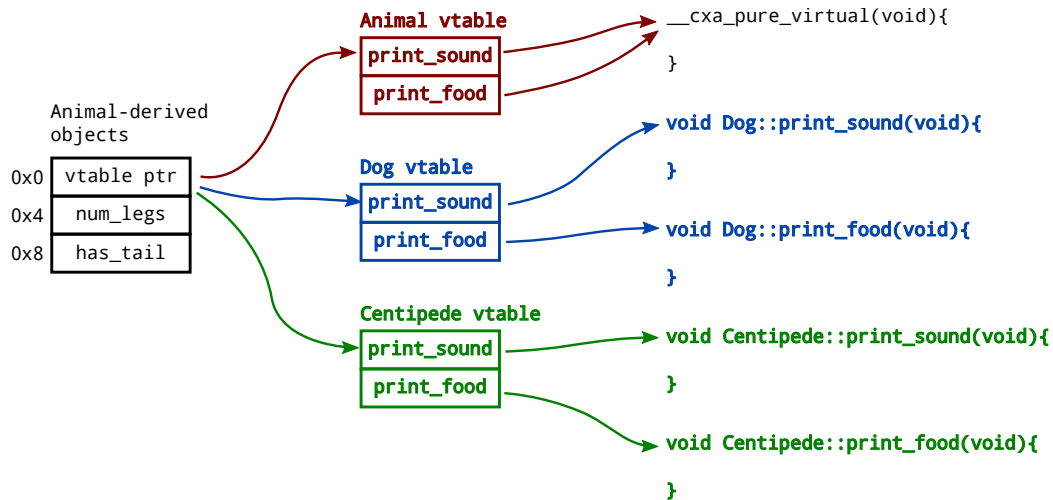 Animal-derived
objects
0x0 vtable ptr
0x4 num_legs
0x8 has_tail
Animal vtable
print_sound
print_food
Dog vtable
print_sound
print_food
Centipede vtable
print_sound
print_food
__cxa_pure_virtual(void){
}
void Dog::print_sound(void){
}
void Dog::print_food(void){
}
void Centipede::print_sound(void){
}
void Centipede::print_food(void){
}